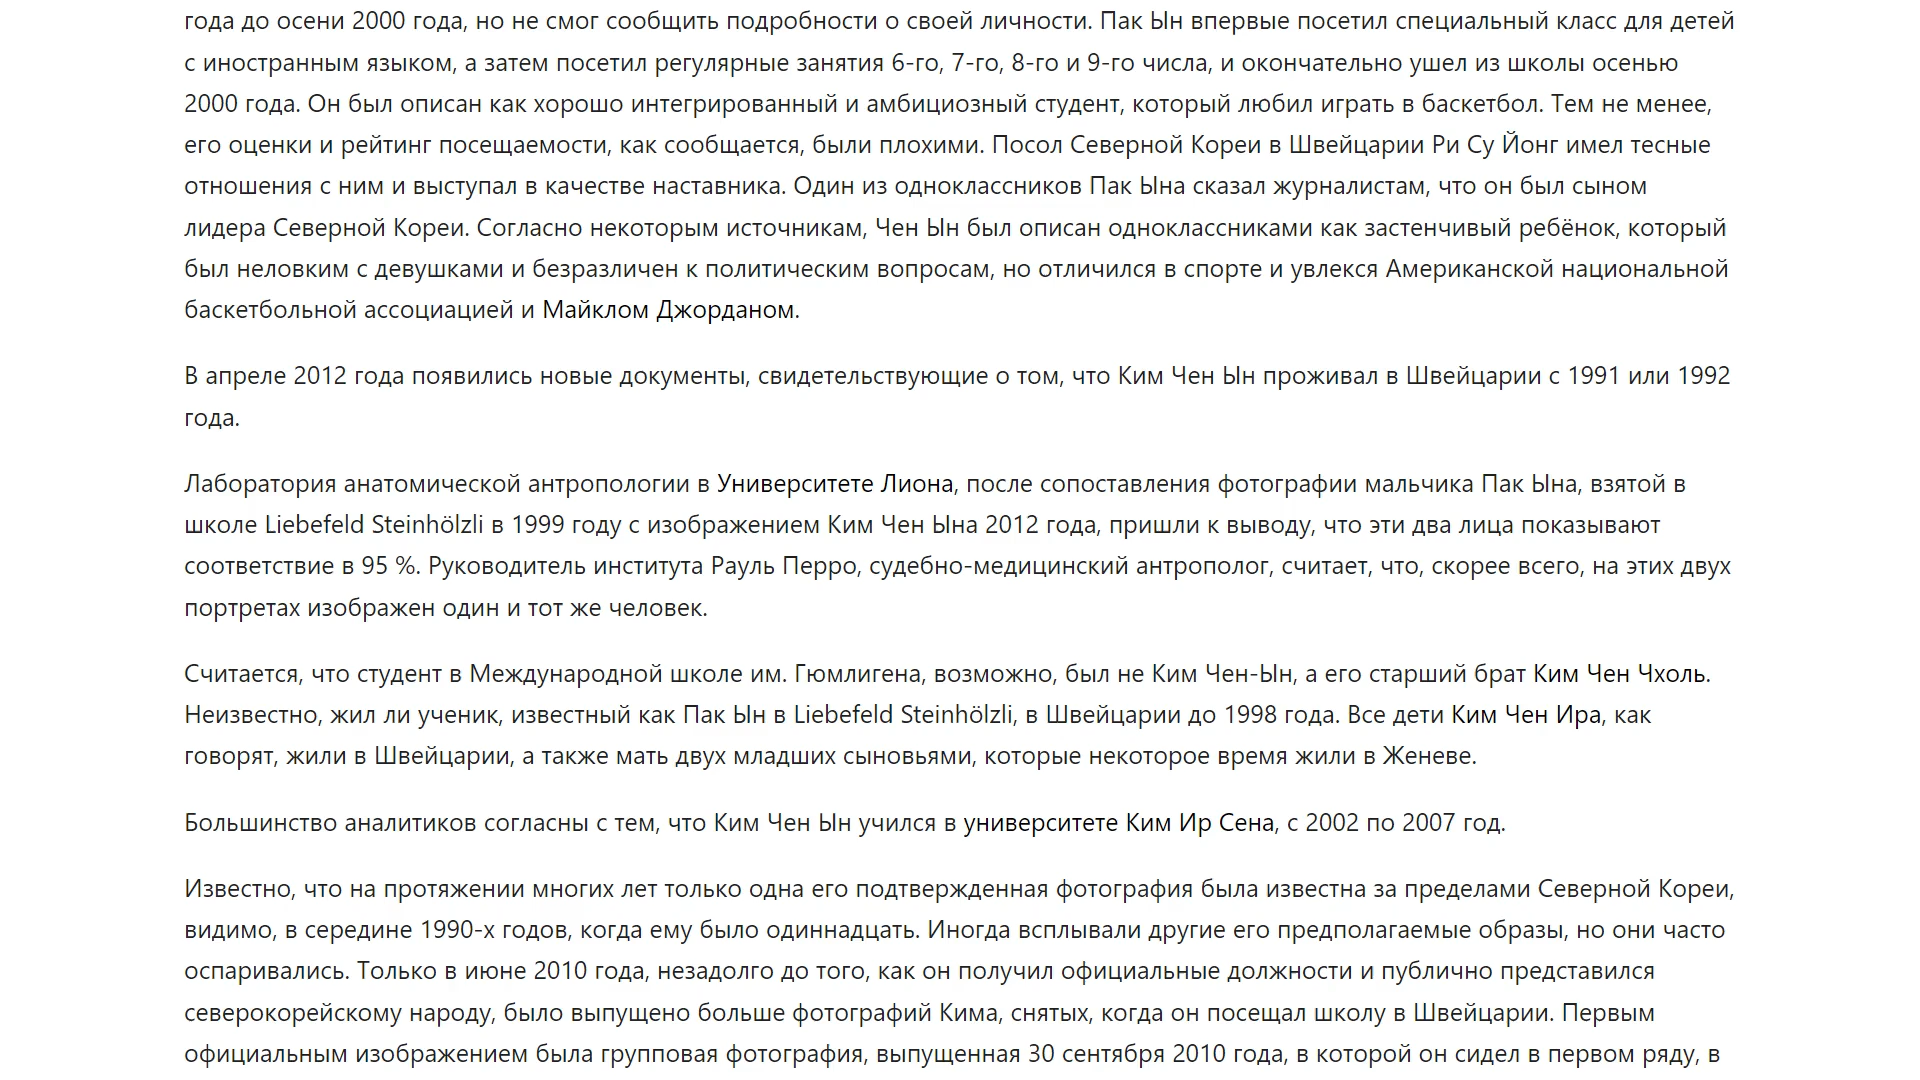 года до осени 2000 года, но не смог сообщить подробности о своей личности. Пак Ын впервые посетил специальный класс для детей
с иностранным языком, а затем посетил регулярные занятия 6-го, 7-го, 8-го и 9-го числа, и окончательно ушел из школы осенью
2000 года. Он был описан как хорошо интегрированный и амбициозный студент, который любил играть в баскетбол. Тем не менее,
его оценки и рейтинг посещаемости, как сообщается, были плохими. Посол Северной Кореи в Швейцарии Ри Су Йонг имел тесные
отношения с ним и выступал в качестве наставника. Один из одноклассников Пак Ына сказал журналистам, что он был сыном
лидера Северной Кореи. Согласно некоторым источникам, Чен Ын был описан одноклассниками как застенчивый ребёнок, который
был неловким с девушками и безразличен к политическим вопросам, но отличился в спорте и увлекся Американской национальной
баскетбольной ассоциацией и Майклом Джорданом.
В апреле 2012 года появились новые документы, свидетельствующие о том, что Ким Чен Ын проживал в Швейцарии с 1991 или 1992
года.
Лаборатория анатомической антропологии в Университете Лиона, после сопоставления фотографии мальчика Пак Ына, взятой в
школе Liebefeld Steinhölzli в 1999 году с изображением Ким Чен Ына 2012 года, пришли к выводу, что эти два лица показывают
соответствие в 95 %. Руководитель института Рауль Перро, судебно-медицинский антрополог, считает, что, скорее всего, на этих двух
портретах изображен один и тот же человек.
Считается, что студент в Международной школе им. Гюмлигена, возможно, был не Ким Чен-Ын, а его старший брат Ким Чен Чхоль.
Неизвестно, жил ли ученик, известный как Пак Ын в Liebefeld Steinhölzli, в Швейцарии до 1998 года. Все дети Ким Чен Ира, как
говорят, жили в Швейцарии, а также мать двух младших сыновьями, которые некоторое время жили в Женеве.
Большинство аналитиков согласны с тем, что Ким Чен Ын учился в университете Ким Ир Сена, с 2002 по 2007 год.
Известно, что на протяжении многих лет только одна его подтвержденная фотография была известна за пределами Северной Кореи,
видимо, в середине 1990-х годов, когда ему было одиннадцать. Иногда всплывали другие его предполагаемые образы, но они часто
оспаривались. Только в июне 2010 года, незадолго до того, как он получил официальные должности и публично представился
северокорейскому народу, было выпущено больше фотографий Кима, снятых, когда он посещал школу в Швейцарии. Первым
официальным изображением была групповая фотография, выпущенная 30 сентября 2010 года, в которой он сидел в первом ряду, в